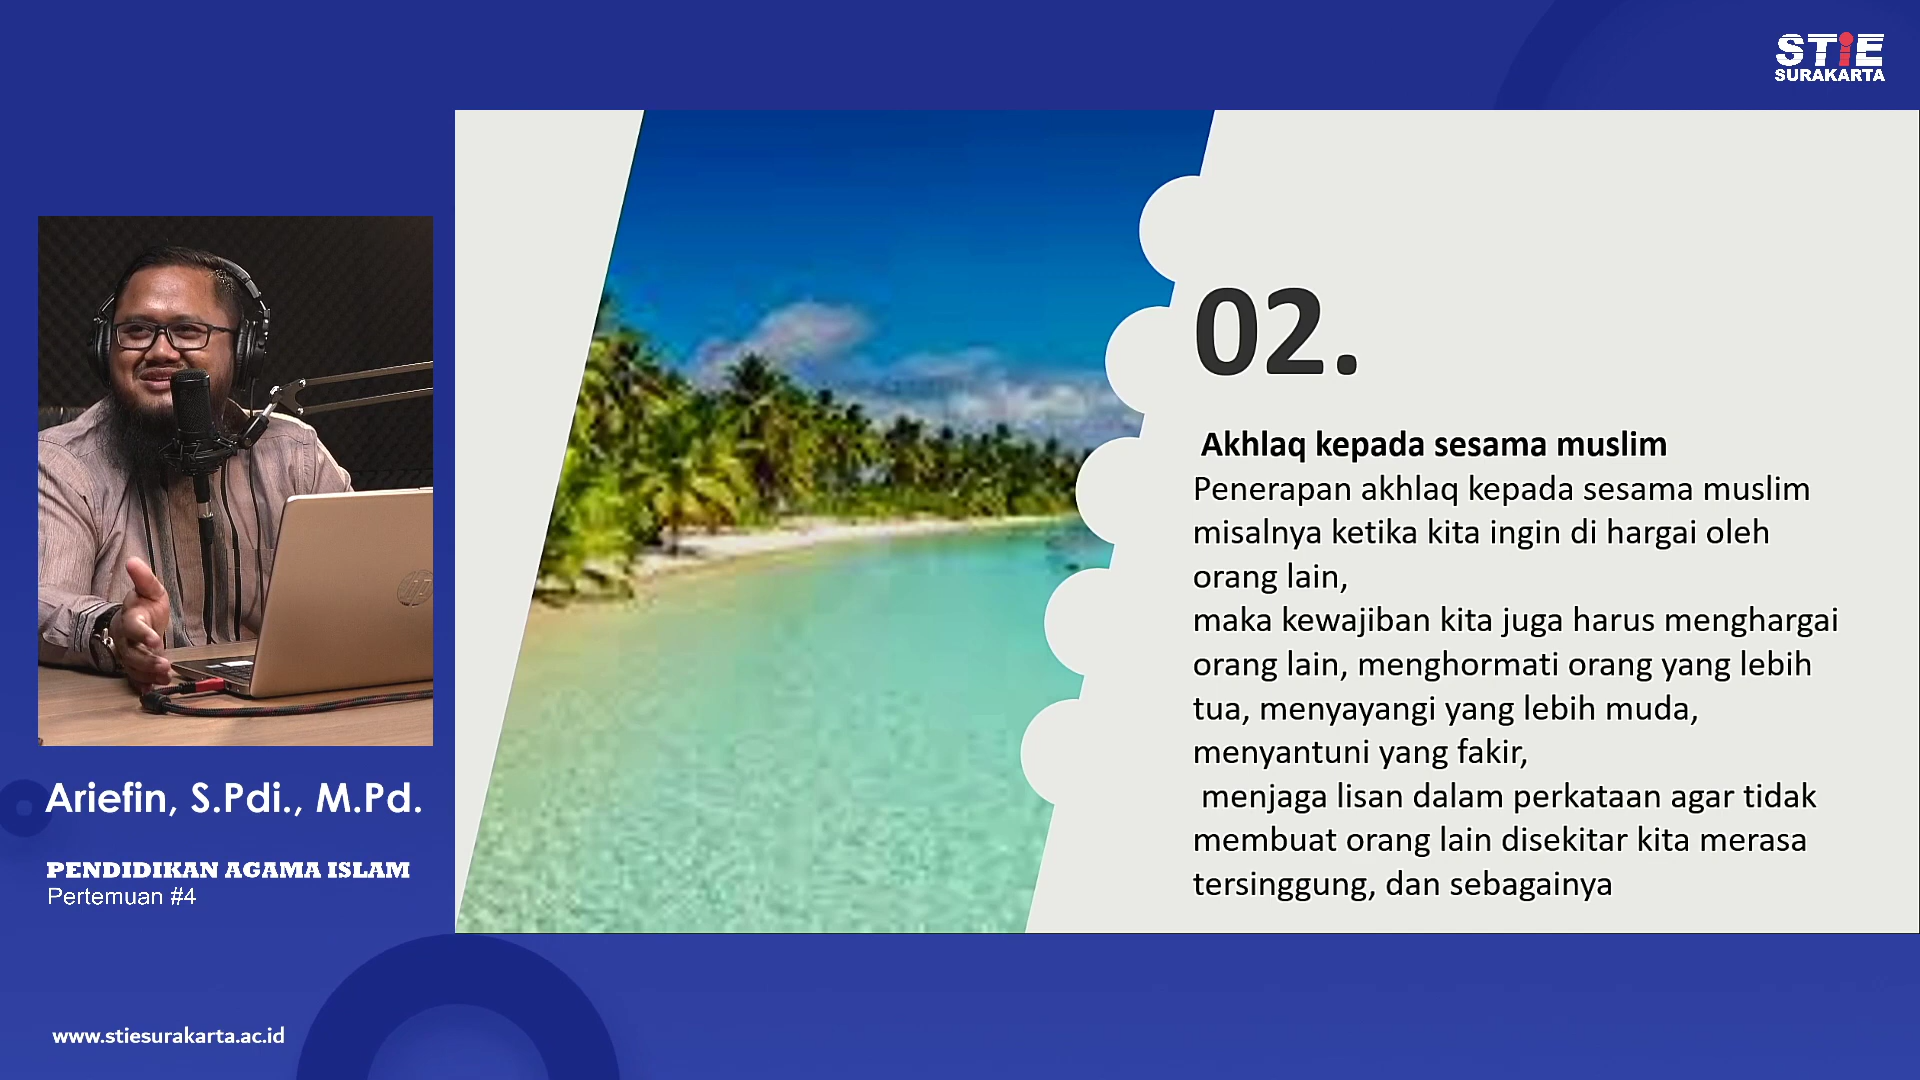 STiE
SURAKARTA
02.
Akhlaq kepada sesama muslim
Penerapan akhlaq kepada sesama muslim
misalnya ketika kita ingin di hargai oleh
orang lain,
maka kewajiban kita juga harus menghargai
orang lain, menghormati orang yang lebih
tua, menyayangi yang lebih muda,
menyantuni yang fakir,
menjaga lisan dalam perkataan agar tidak
membuat orang lain disekitar kita merasa
tersinggung, dan sebagainya
hp
Ariefin, S.Pdi., M.Pd.
PENDIDIKAN AGAMA ISLAM
Pertemuan #4
www.stiesurakarta.ac.id